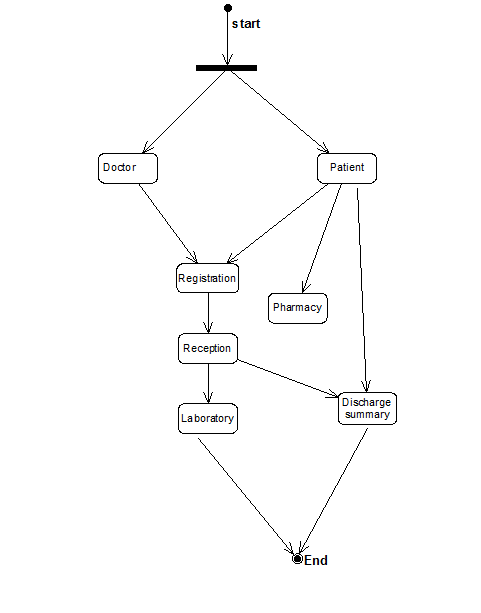 start
Doctor
Patient
Registration
Pharmacy
Reception
Discharge
summary
Laboratory
End